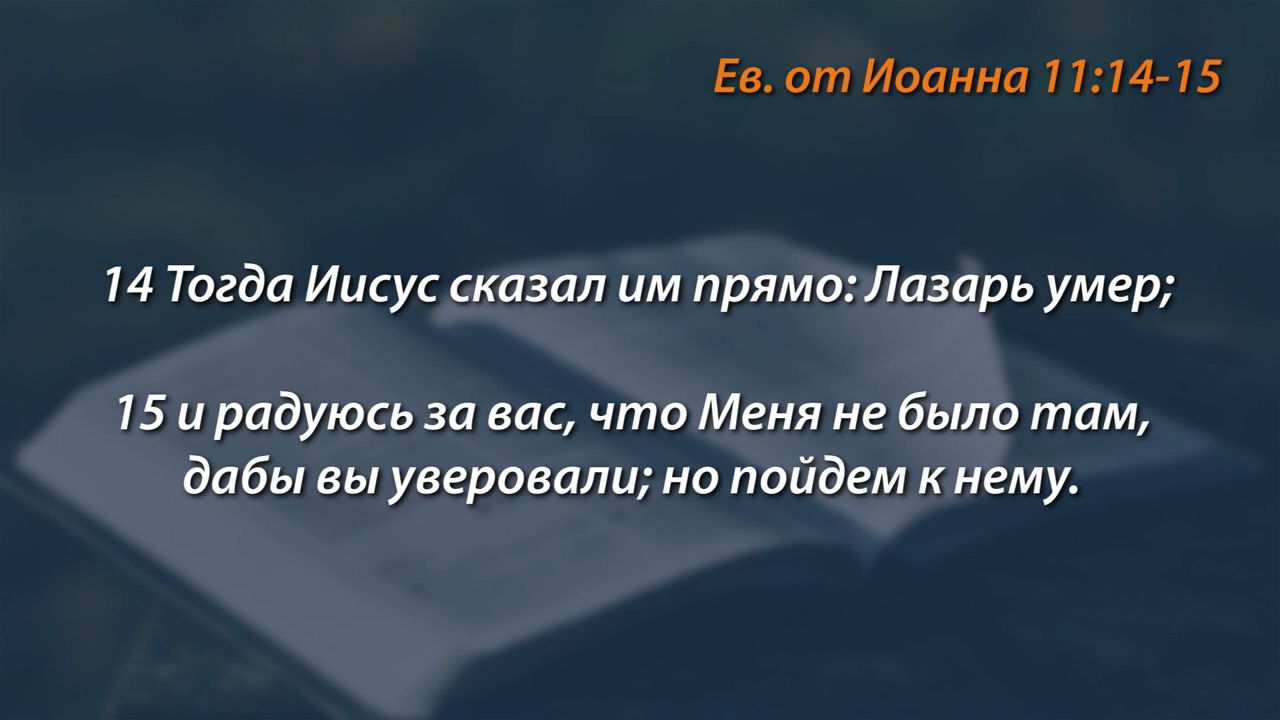 Ев. от Иоанна 11:14-15
14 Тогда Иисус сказал им прямо: Лазарь умер;
15 и радуюсь за вас, что Меня не было там,
дабы вы уверовали; но пойдем к нему.